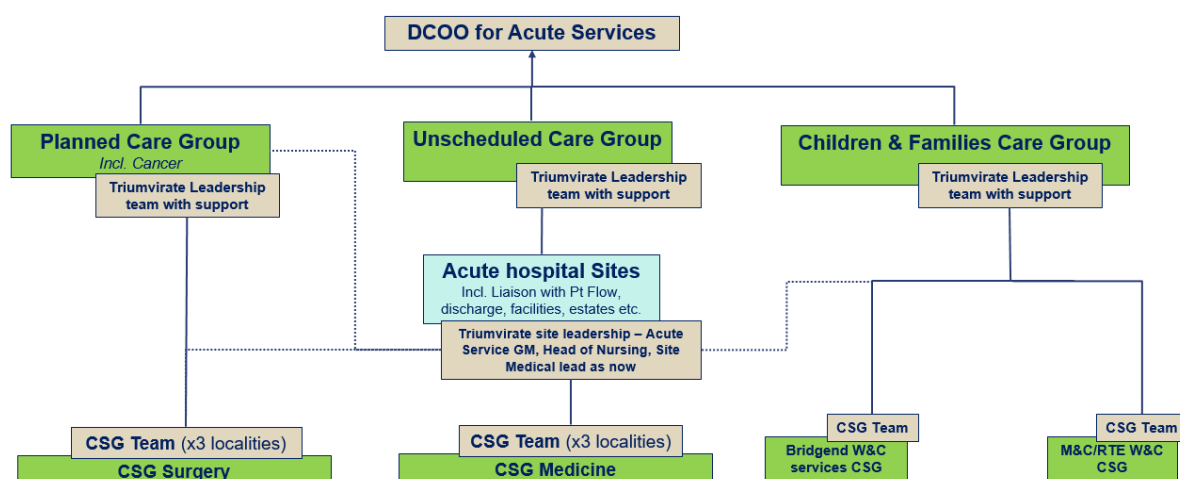 DCOO for Acute Services
Planned Care Group
Incl. Cancer
Triumvirate Leadership
team with support
Unscheduled Care Group
Triumvirate Leadership
team with support
Children & Families Care Group
Triumvirate Leadership
team with support
Acute hospital Sites
Incl. Liaison with Pt Flow,
discharge, facilities, estates etc.
Triumvirate site leadership – Acute
Service GM, Head of Nursing, Site
Medical lead as now
CSG Team (x3 localities)
CSG Surgery
CSG Team (x3 localities)
CSG Medicine
CSG Team
Bridgend W&C
services CSG
CSG Team
M&C/RTE W&C
CSG